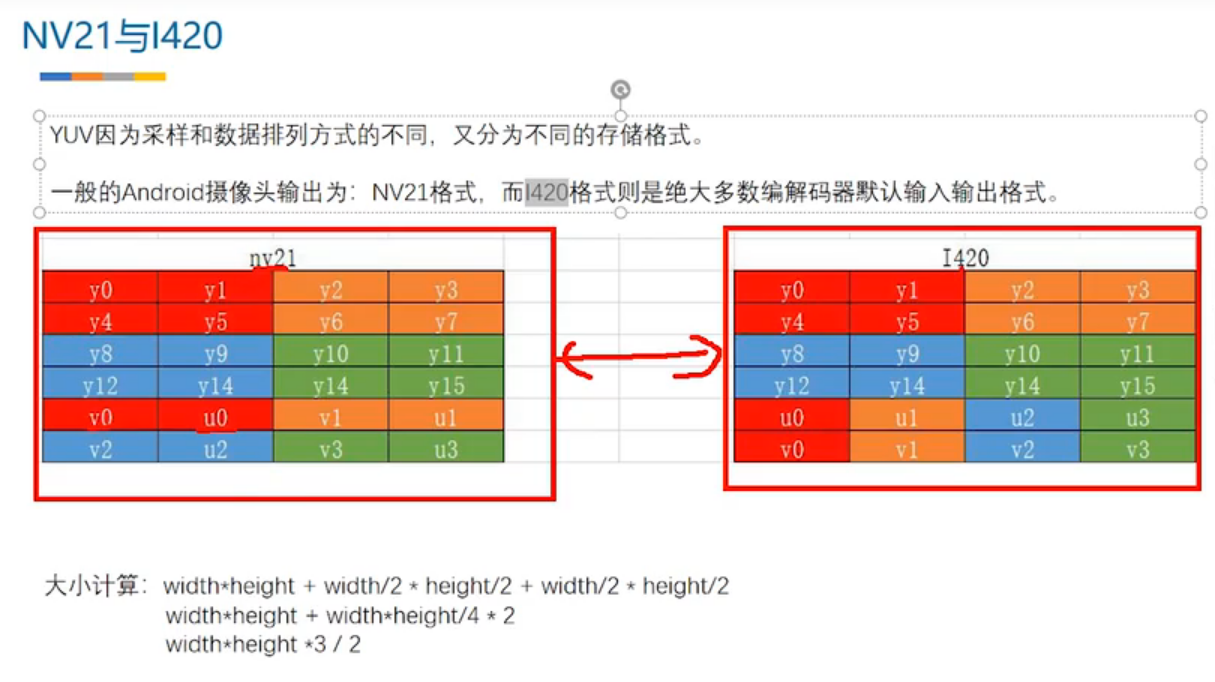 NV21与I420
YUV因为采样和数据排列方式的不同，又分为不同的存储格式。
一般的Android摄像头输出为：NV21格式，而I420格式则是绝大多数编解码器默认输入输出格式。
nv21
y0 y1 y2 y3
y4 y5 y6 y7
y8 y9 y10 y11
y12 y14 y14 y15
v0 u0 v1 u1
v2 u2 v3 u3
I420
y0 y1 y2 y3
y4 y5 y6 y7
y8 y9 y10 y11
y12 y14 y14 y15
u0 u1 u2 u3
v0 v1 v2 v3
大小计算：width*height + width/2 * height/2 + width/2 * height/2
width*height + width*height/4 * 2
width*height *3 / 2